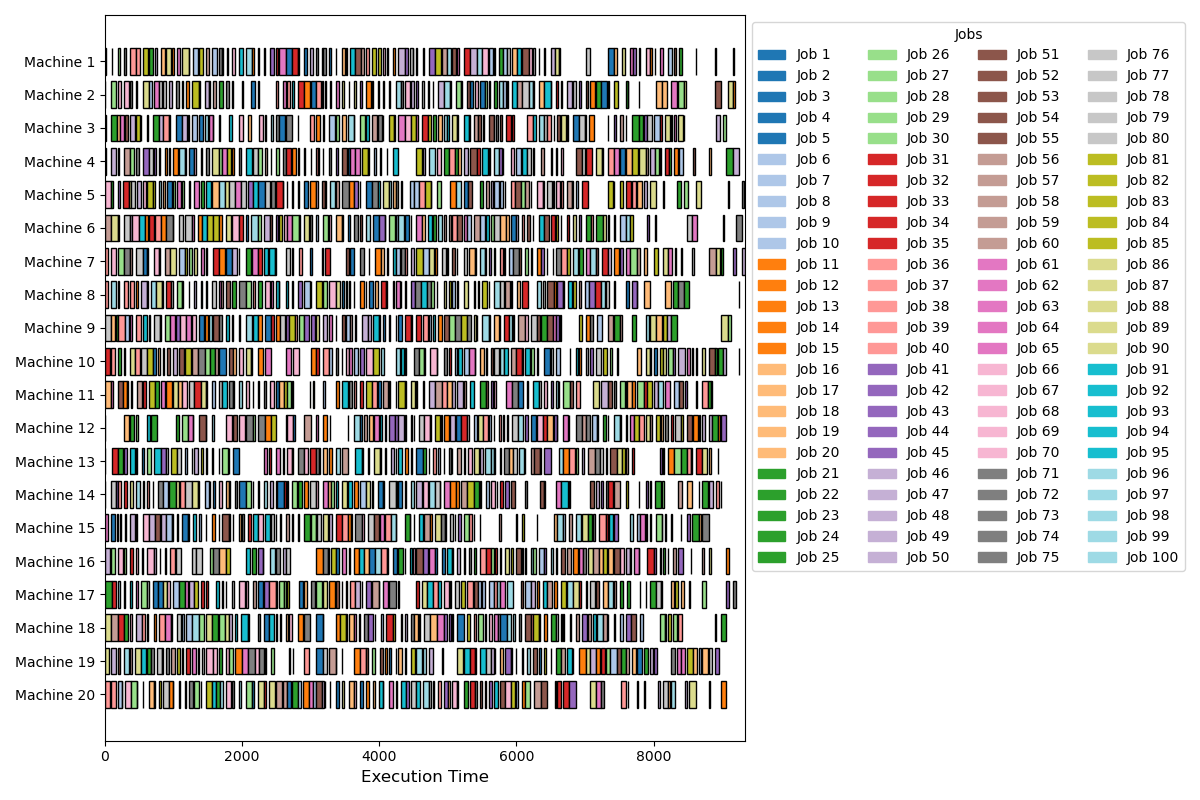 Jobs
Machine 1
Machine 2
Machine 3
Machine 4
Machine 5
Machine 6
Machine 7
Machine 8
Machine 9
Machine 10
Machine 11
Machine 12
Machine 13
Machine 14
Machine 15
Machine 16
Machine 17
Machine 18
Machine 19
Machine 20
0 2000 4000 6000 8000
Execution Time
Job 1 Job 26 Job 51 Job 76
Job 2 Job 27 Job 52 Job 77
Job 3 Job 28 Job 53 Job 78
Job 4 Job 29 Job 54 Job 79
Job 5 Job 30 Job 55 Job 80
Job 6 Job 31 Job 56 Job 81
Job 7 Job 32 Job 57 Job 82
Job 8 Job 33 Job 58 Job 83
Job 9 Job 34 Job 59 Job 84
Job 10 Job 35 Job 60 Job 85
Job 11 Job 36 Job 61 Job 86
Job 12 Job 37 Job 62 Job 87
Job 13 Job 38 Job 63 Job 88
Job 14 Job 39 Job 64 Job 89
Job 15 Job 40 Job 65 Job 90
Job 16 Job 41 Job 66 Job 91
Job 17 Job 42 Job 67 Job 92
Job 18 Job 43 Job 68 Job 93
Job 19 Job 44 Job 69 Job 94
Job 20 Job 45 Job 70 Job 95
Job 21 Job 46 Job 71 Job 96
Job 22 Job 47 Job 72 Job 97
Job 23 Job 48 Job 73 Job 98
Job 24 Job 49 Job 74 Job 99
Job 25 Job 50 Job 75 Job 100